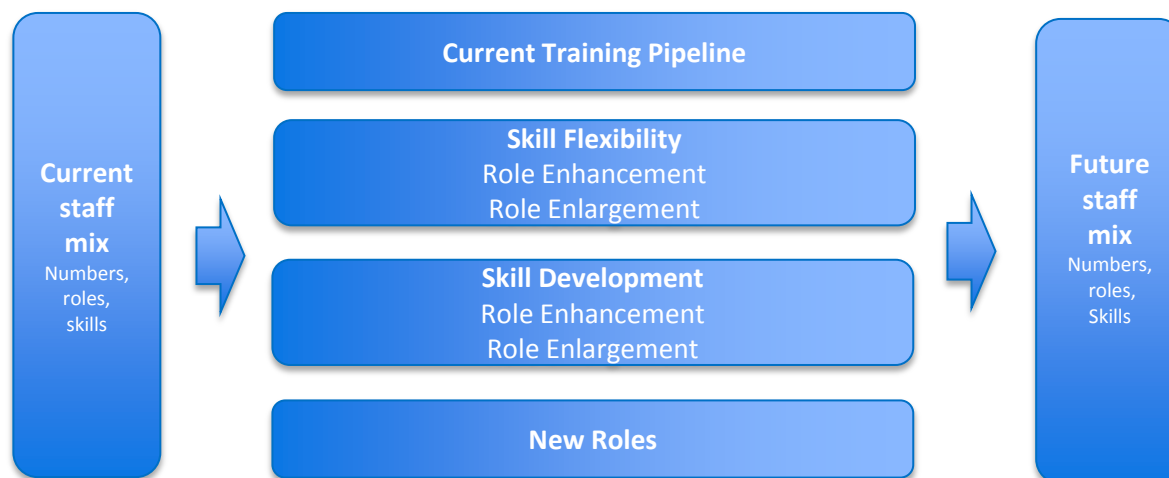 Current
staff
mix
Numbers,
roles,
skills
Current Training Pipeline
Skill Flexibility
Role Enhancement
Role Enlargement
Skill Development
Role Enhancement
Role Enlargement
New Roles
Future
staff
mix
Numbers,
roles,
Skills